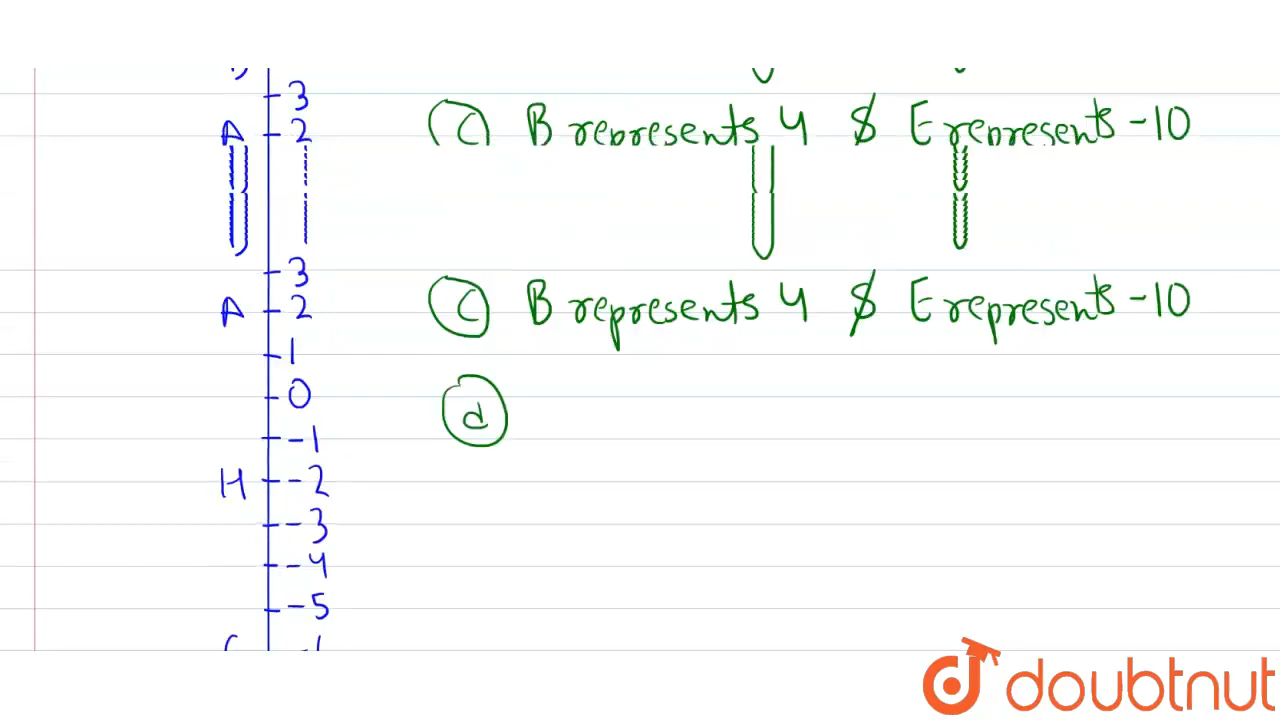 3
A 2
(c) B represents 4 $ E represents -10
3
A 2
(c) B represents 4 $ E represents -10
1
0
(d)
-1
H -2
-3
-4
-5
doubtnut